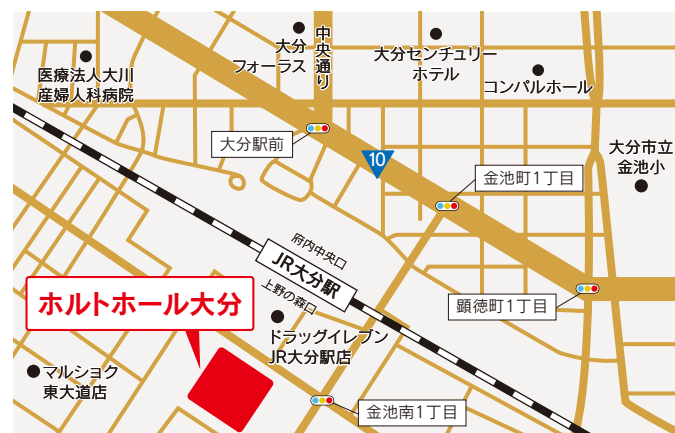 大分
フォーラス
中央通り
大分センチュリー
ホテル
コンパルホール
医療法人大川
産婦人科病院
大分駅前
10
金池町1丁目
大分市立
金池小
府内中央口
JR大分駅
上野の森口
顕徳町1丁目
ホルトホール大分
ドラッグイレブン
JR大分駅店
マルショク
東大道店
金池南1丁目